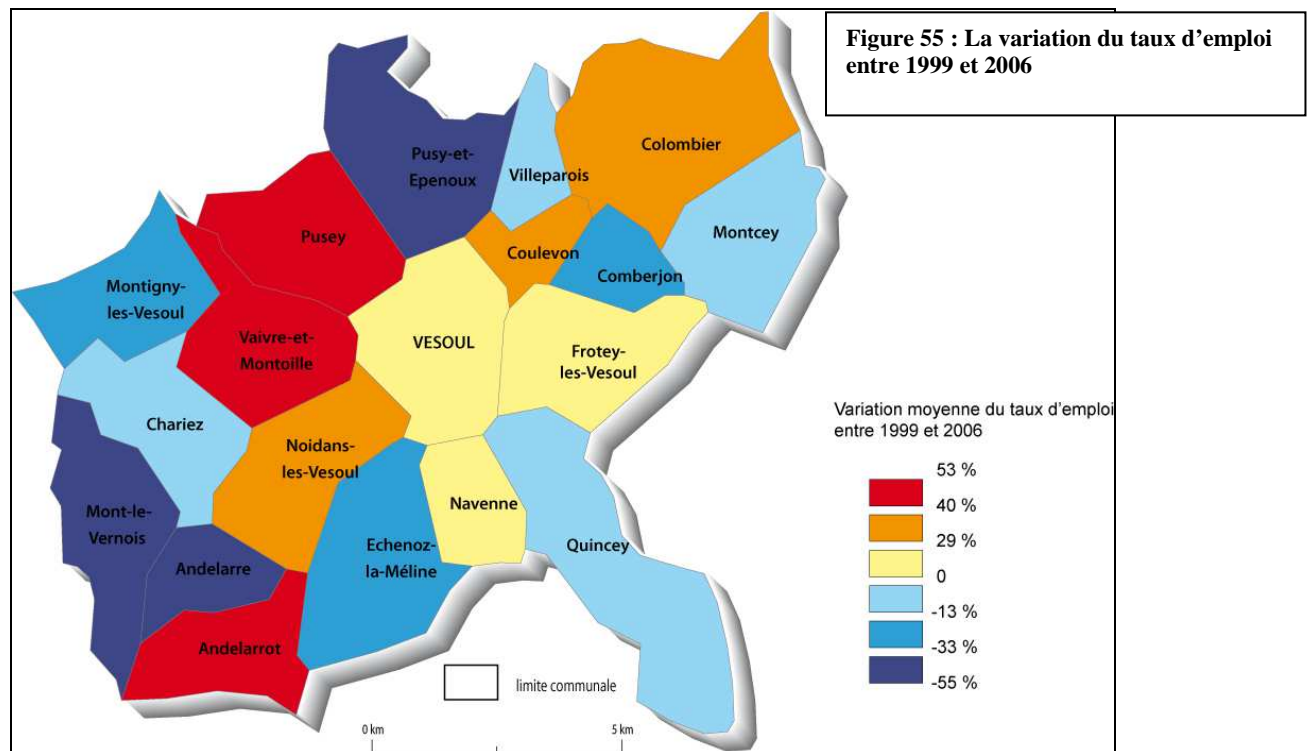 Figure 55 : La variation du taux d’emploi
entre 1999 et 2006
Colombier
Pusy-et-
Epenoux
Villeparois
Montcey
Pusey
Coulevon
Comberjon
Montigny-
les-Vesoul
Vaivre-et-
Montoille
VESOUL
Frotey-
les-Vesoul
Chariez
Noidans-
les-Vesoul
Navenne
Mont-le-
Vernois
Andelarre
Echenoz-
la-Méline
Quincey
Andelarrot
Variation moyenne du taux d’emploi
entre 1999 et 2006
53 %
40 %
29 %
0
-13 %
-33 %
-55 %
limite communale
0 km
5 km